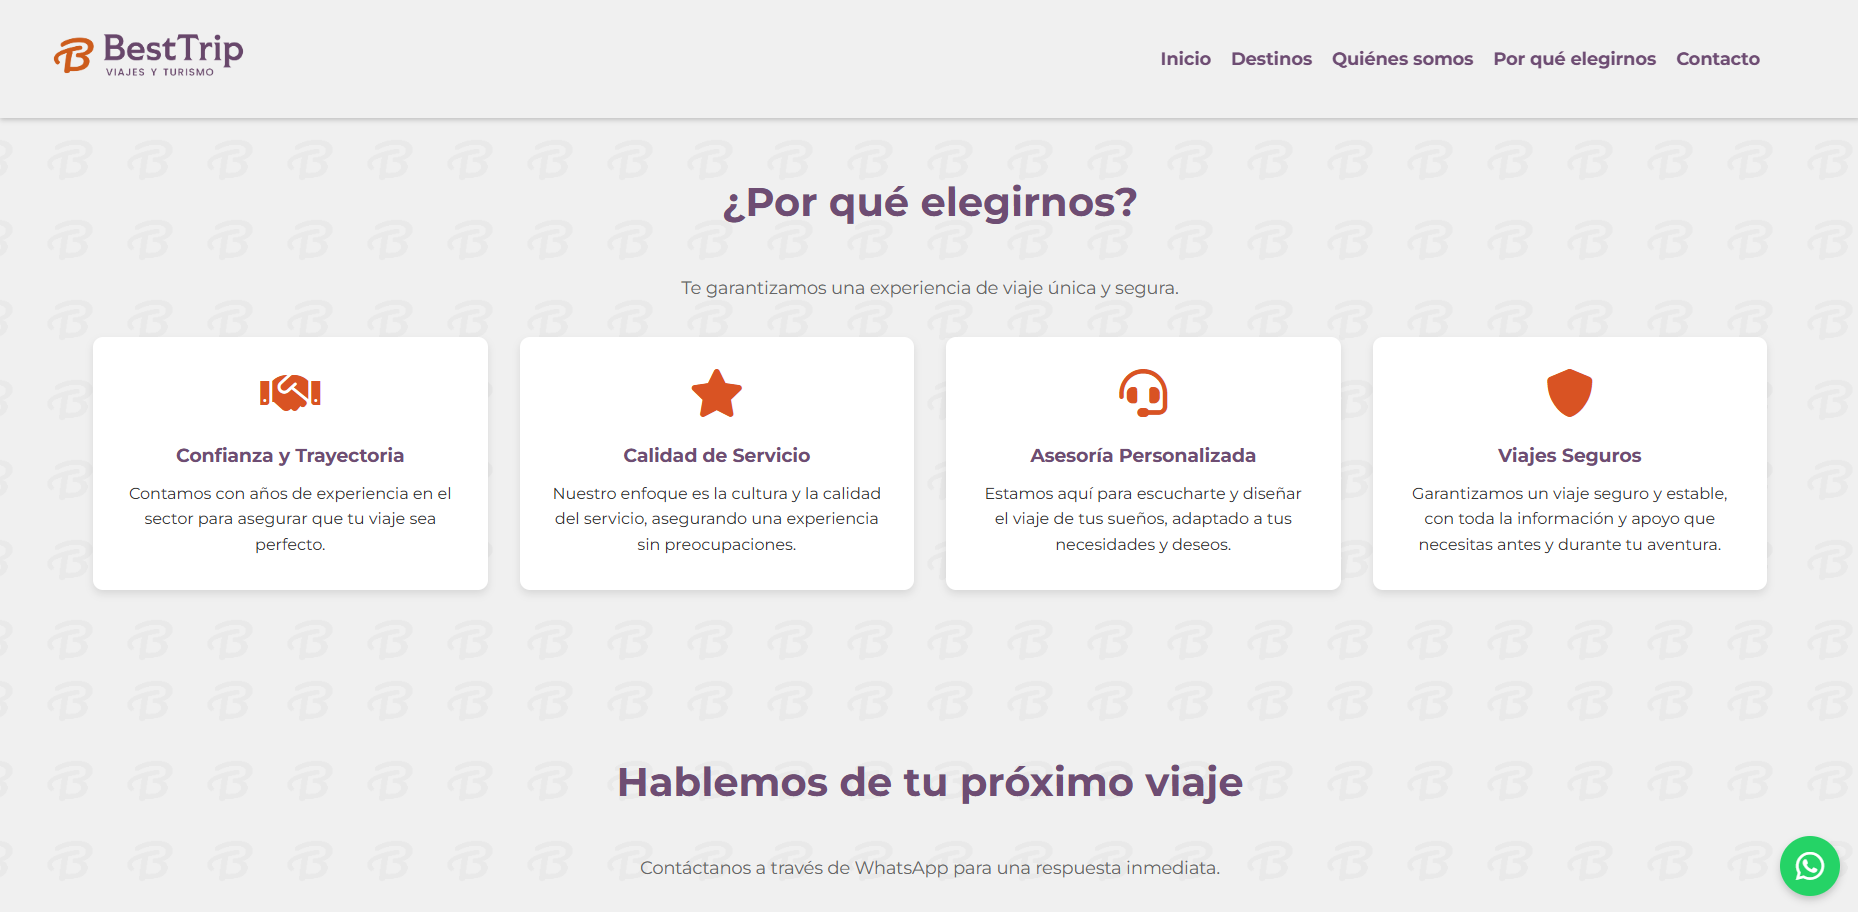 BestTrip
VIAJES Y TURISMO
Inicio Destinos Quiénes somos Por qué elegirnos Contacto
¿Por qué elegirnos?
Te garantizamos una experiencia de viaje única y segura.
Confianza y Trayectoria
Contamos con años de experiencia en el
sector para asegurar que tu viaje sea
perfecto.
Calidad de Servicio
Nuestro enfoque es la cultura y la calidad
del servicio, asegurando una experiencia
sin preocupaciones.
Asesoría Personalizada
Estamos aquí para escucharte y diseñar
el viaje de tus sueños, adaptado a tus
necesidades y deseos.
Viajes Seguros
Garantizamos un viaje seguro y estable,
con toda la información y apoyo que
necesitas antes y durante tu aventura.
Hablemos de tu próximo viaje
Contáctanos a través de WhatsApp para una respuesta inmediata.